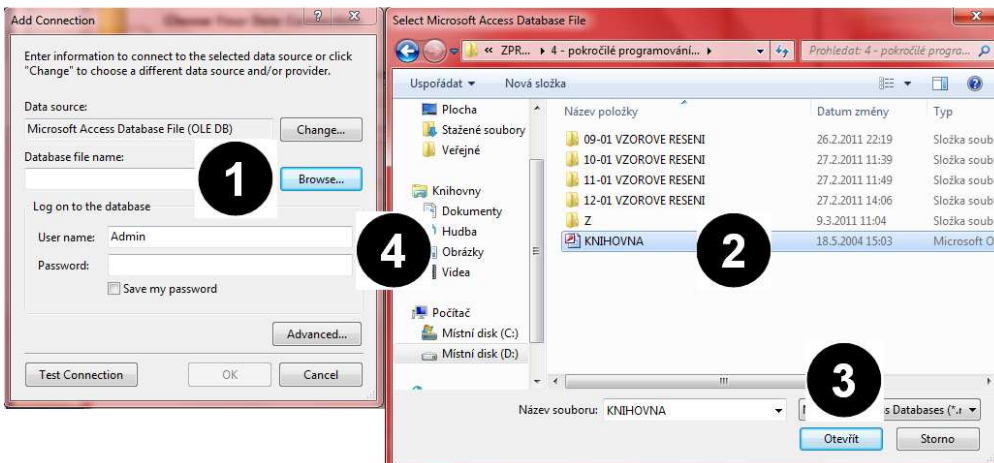 Add Connection
Enter information to connect to the selected data source or click
"Change" to choose a different data source and/or provider.
Data source:
Microsoft Access Database File (OLE DB)
Change...
Database file name:
1
Browse...
Log on to the database
User name: Admin
Password:
Save my password
Advanced...
Test Connection
OK
Cancel
4
Select Microsoft Access Database File
« ZPR... 4 - pokročilé programování...
Prohledat: 4 - pokročilé progra...
Uspořádat
Nová složka
Plocha
Stažené soubory
Veřejné
Knihovny
Dokumenty
Hudba
Obrázky
Videa
Počítač
Místní disk (C:)
Místní disk (D:)
Název položky Datum změny Typ
09-01 VZOROVE RESENI 26.2.2011 22:19 Složka soub
10-01 VZOROVE RESENI 27.2.2011 11:39 Složka soub
11-01 VZOROVE RESENI 27.2.2011 11:49 Složka soub
12-01 VZOROVE RESENI 27.2.2011 14:06 Složka soub
Z 9.3.2011 11:04 Složka soub
KNIHOVNA 18.5.2004 15:03 Microsoft O
2
3
Název souboru: KNIHOVNA
Databases (*.r
Otevřít
Storno